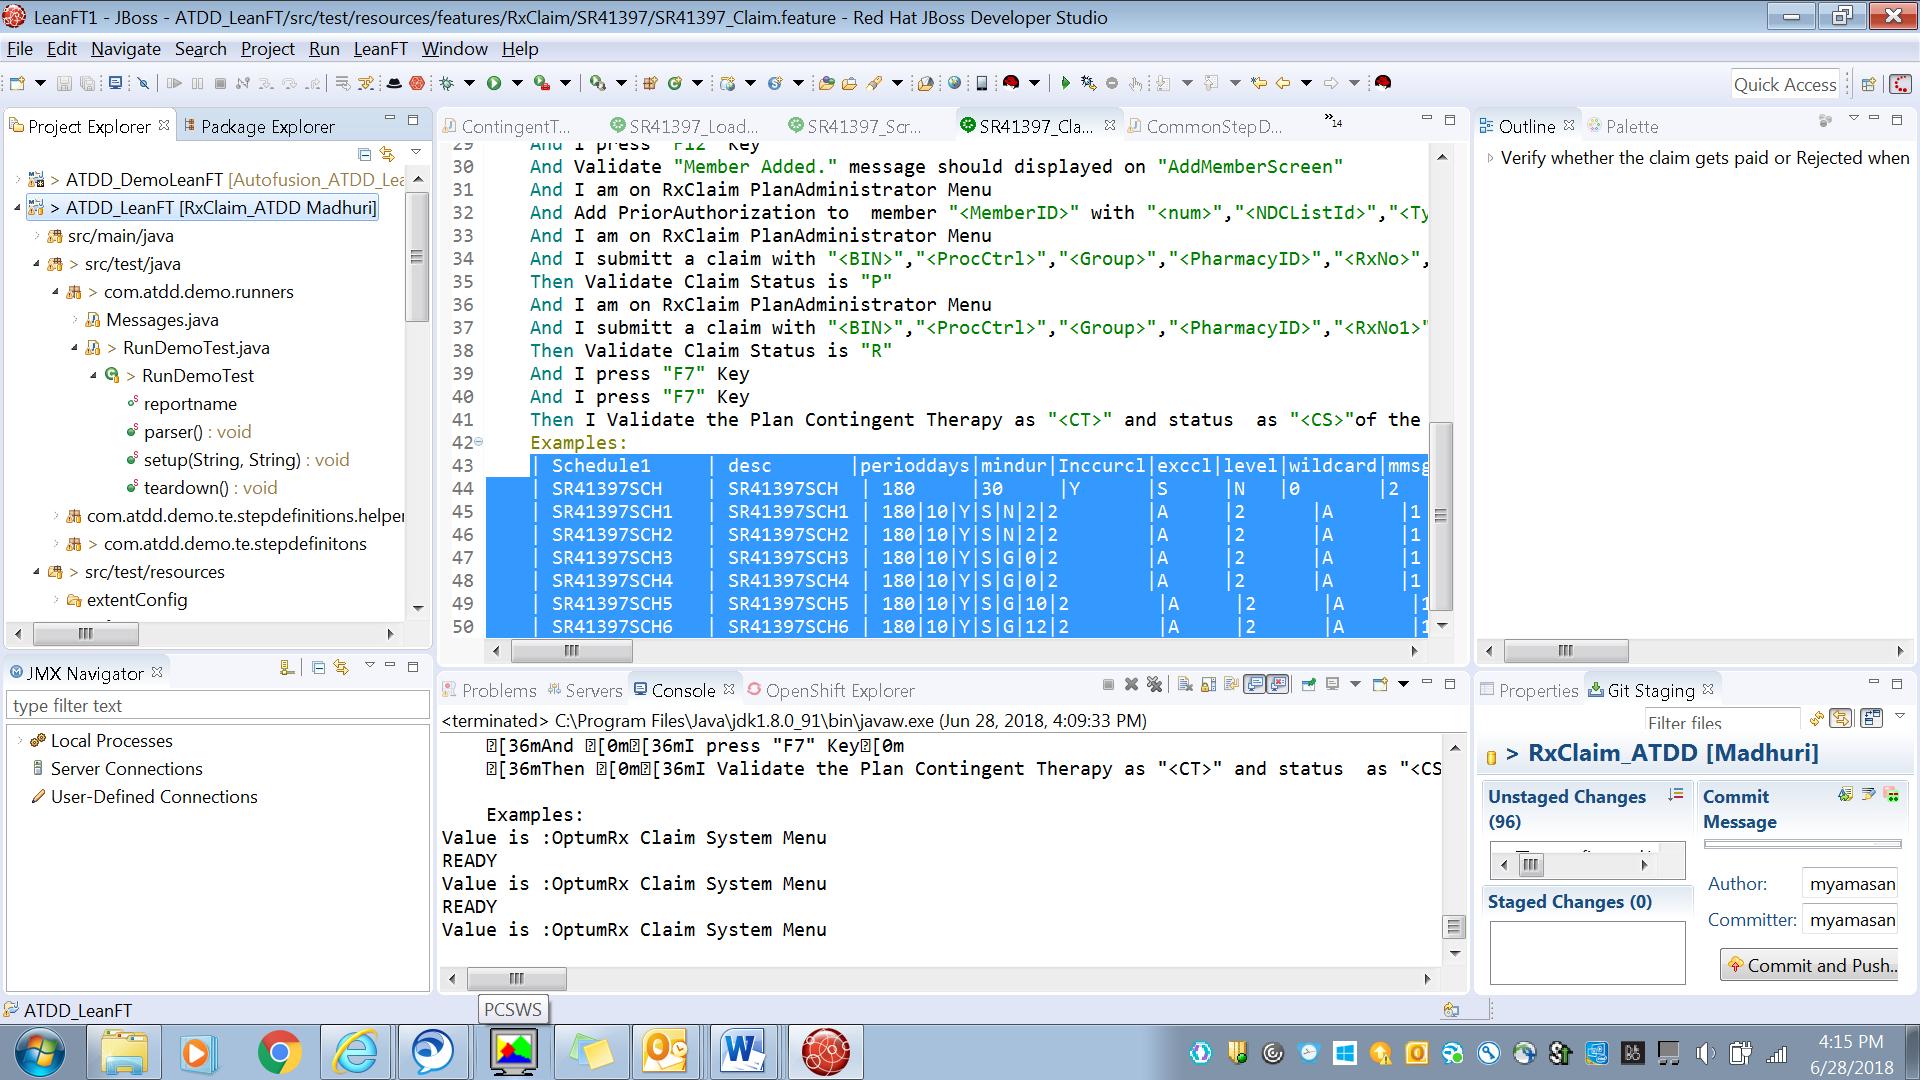 LeanFT1 - JBoss - ATDD_LeanFT/src/test/resources/features/RxClaim/SR41397/SR41397_Claim.feature - Red Hat JBoss Developer Studio
File Edit Navigate Search Project Run LeanFT Window Help
Quick Access
Project Explorer
Package Explorer
> ATDD_DemoLeanFT [Autofusion_ATDD_Lea
> ATDD_LeanFT [RxClaim_ATDD Madhuri]
src/main/java
> src/test/java
> com.atdd.demo.runners
Messages.java
> RunDemoTest.java
> RunDemoTest
reportname
parser() : void
setup(String, String) : void
teardown() : void
com.atdd.demo.te.stepdefinitions.helper
> com.atdd.demo.te.stepdefinitons
> src/test/resources
extentConfig
JMX Navigator
type filter text
Local Processes
Server Connections
User-Defined Connections
ContingentT...
SR41397_Load...
SR41397_Scr...
SR41397_Cla...
CommonStepD...
»14
29 And I press "F12" Key
30 And Validate "Member Added." message should displayed on "AddMemberScreen"
31 And I am on RxClaim PlanAdministrator Menu
32 And Add PriorAuthorization to  member "<MemberID>" with "<num>","<NDCListId>","<Ty
33 And I am on RxClaim PlanAdministrator Menu
34 And I submitt a claim with "<BIN>","<ProcCtrl>","<Group>","<PharmacyID>","<RxNo>",
35 Then Validate Claim Status is "P"
36 And I am on RxClaim PlanAdministrator Menu
37 And I submitt a claim with "<BIN>","<ProcCtrl>","<Group>","<PharmacyID>","<RxNo1>"
38 Then Validate Claim Status is "R"
39 And I press "F7" Key
40 And I press "F7" Key
41 Then I Validate the Plan Contingent Therapy as "<CT>" and status  as "<CS>"of the
42 Examples:
43 | Schedule1 | desc |perioddays|mindur|Inccurcl|exccl|level|wildcard|mmsg
44 | SR41397SCH | SR41397SCH | 180 |30 |Y |S |N |0 |2
45 | SR41397SCH1 | SR41397SCH1 | 180|10|Y|S|N|2|2 |A |2 |A |1
46 | SR41397SCH2 | SR41397SCH2 | 180|10|Y|S|N|2|2 |A |2 |A |1
47 | SR41397SCH3 | SR41397SCH3 | 180|10|Y|S|G|0|2 |A |2 |A |1
48 | SR41397SCH4 | SR41397SCH4 | 180|10|Y|S|G|0|2 |A |2 |A |1
49 | SR41397SCH5 | SR41397SCH5 | 180|10|Y|S|G|10|2 |A |2 |A |1
50 | SR41397SCH6 | SR41397SCH6 | 180|10|Y|S|G|12|2 |A |2 |A |1
Problems
Servers
Console
OpenShift Explorer
<terminated> C:\Program Files\Java\jdk1.8.0_91\bin\javaw.exe (Jun 28, 2018, 4:09:33 PM)
[36mAnd [0m[36mI press "F7" Key[0m
[36mThen [0m[36mI Validate the Plan Contingent Therapy as "<CT>" and status  as "<CS
Examples:
Value is :OptumRx Claim System Menu
READY
Value is :OptumRx Claim System Menu
READY
Value is :OptumRx Claim System Menu
Outline
Palette
Verify whether the claim gets paid or Rejected when
Properties
Git Staging
Filter files
> RxClaim_ATDD [Madhuri]
Unstaged Changes (96)
Commit Message
Author: myamasan
Staged Changes (0)
Committer: myamasan
Commit and Push..
ATDD_LeanFT
PCSWS
4:15 PM
6/28/2018